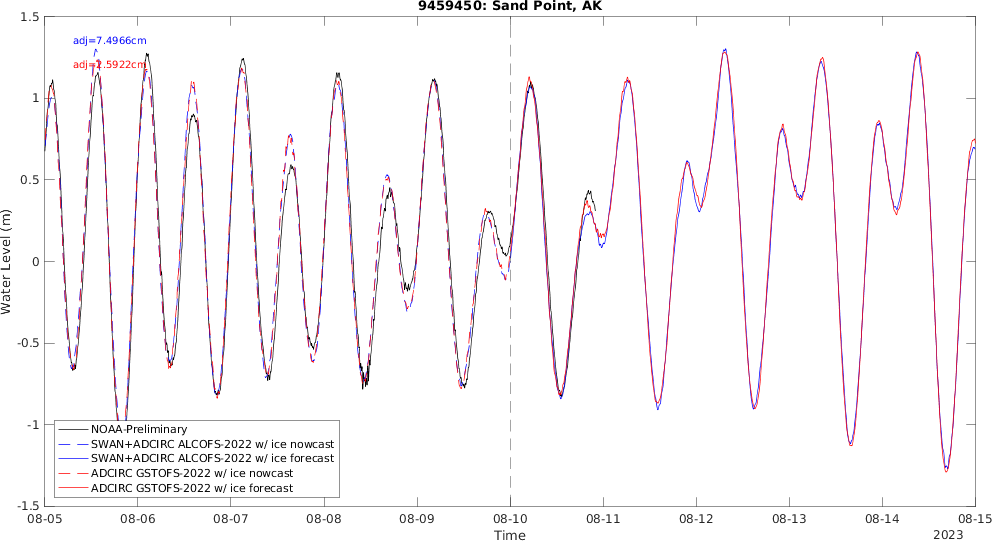 9459450: Sand Point, AK
adj=7.4966cm
adj=2.5922cm
Water Level (m)
1.5
1
0.5
0
-0.5
-1
-1.5
NOAA-Preliminary
SWAN+ADCIRC ALCOFS-2022 w/ ice nowcast
SWAN+ADCIRC ALCOFS-2022 w/ ice forecast
ADCIRC GSTOFS-2022 w/ ice nowcast
ADCIRC GSTOFS-2022 w/ ice forecast
08-05 08-06 08-07 08-08 08-09 08-10 08-11 08-12 08-13 08-14 08-15
Time
2023